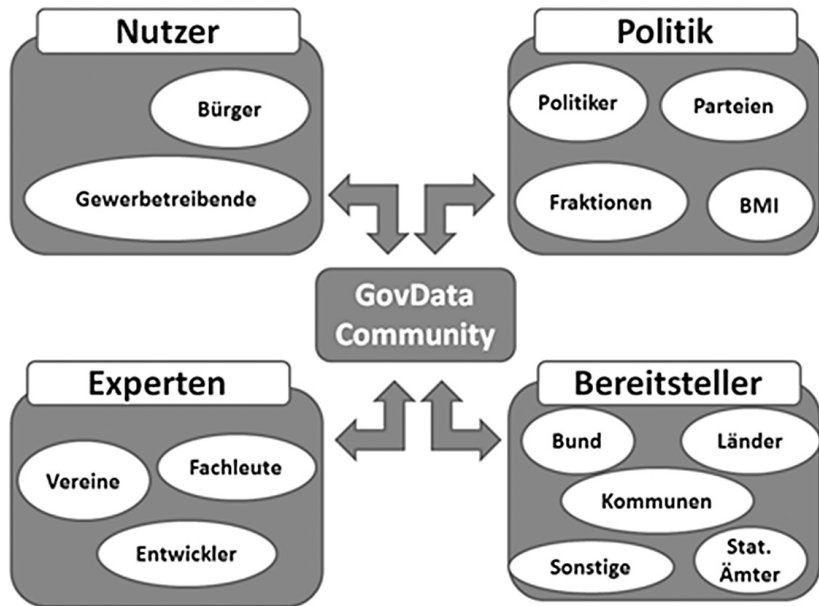 Nutzer
Bürger
Gewerbetreibende
Politik
Politiker
Parteien
Fraktionen
BMI
GovData
Community
Experten
Vereine
Fachleute
Entwickler
Bereitsteller
Bund
Länder
Kommunen
Sonstige
Stat.
Ämter